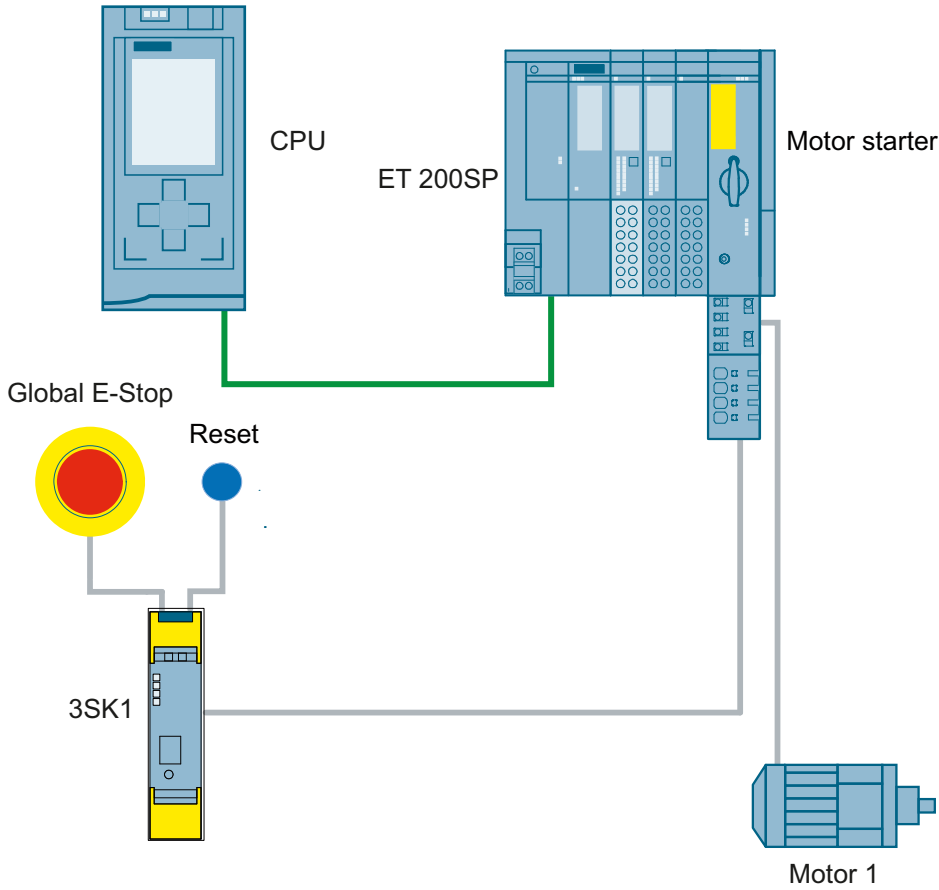 CPU
Motor starter
ET 200SP
Global E-Stop
Reset
3SK1
Motor 1